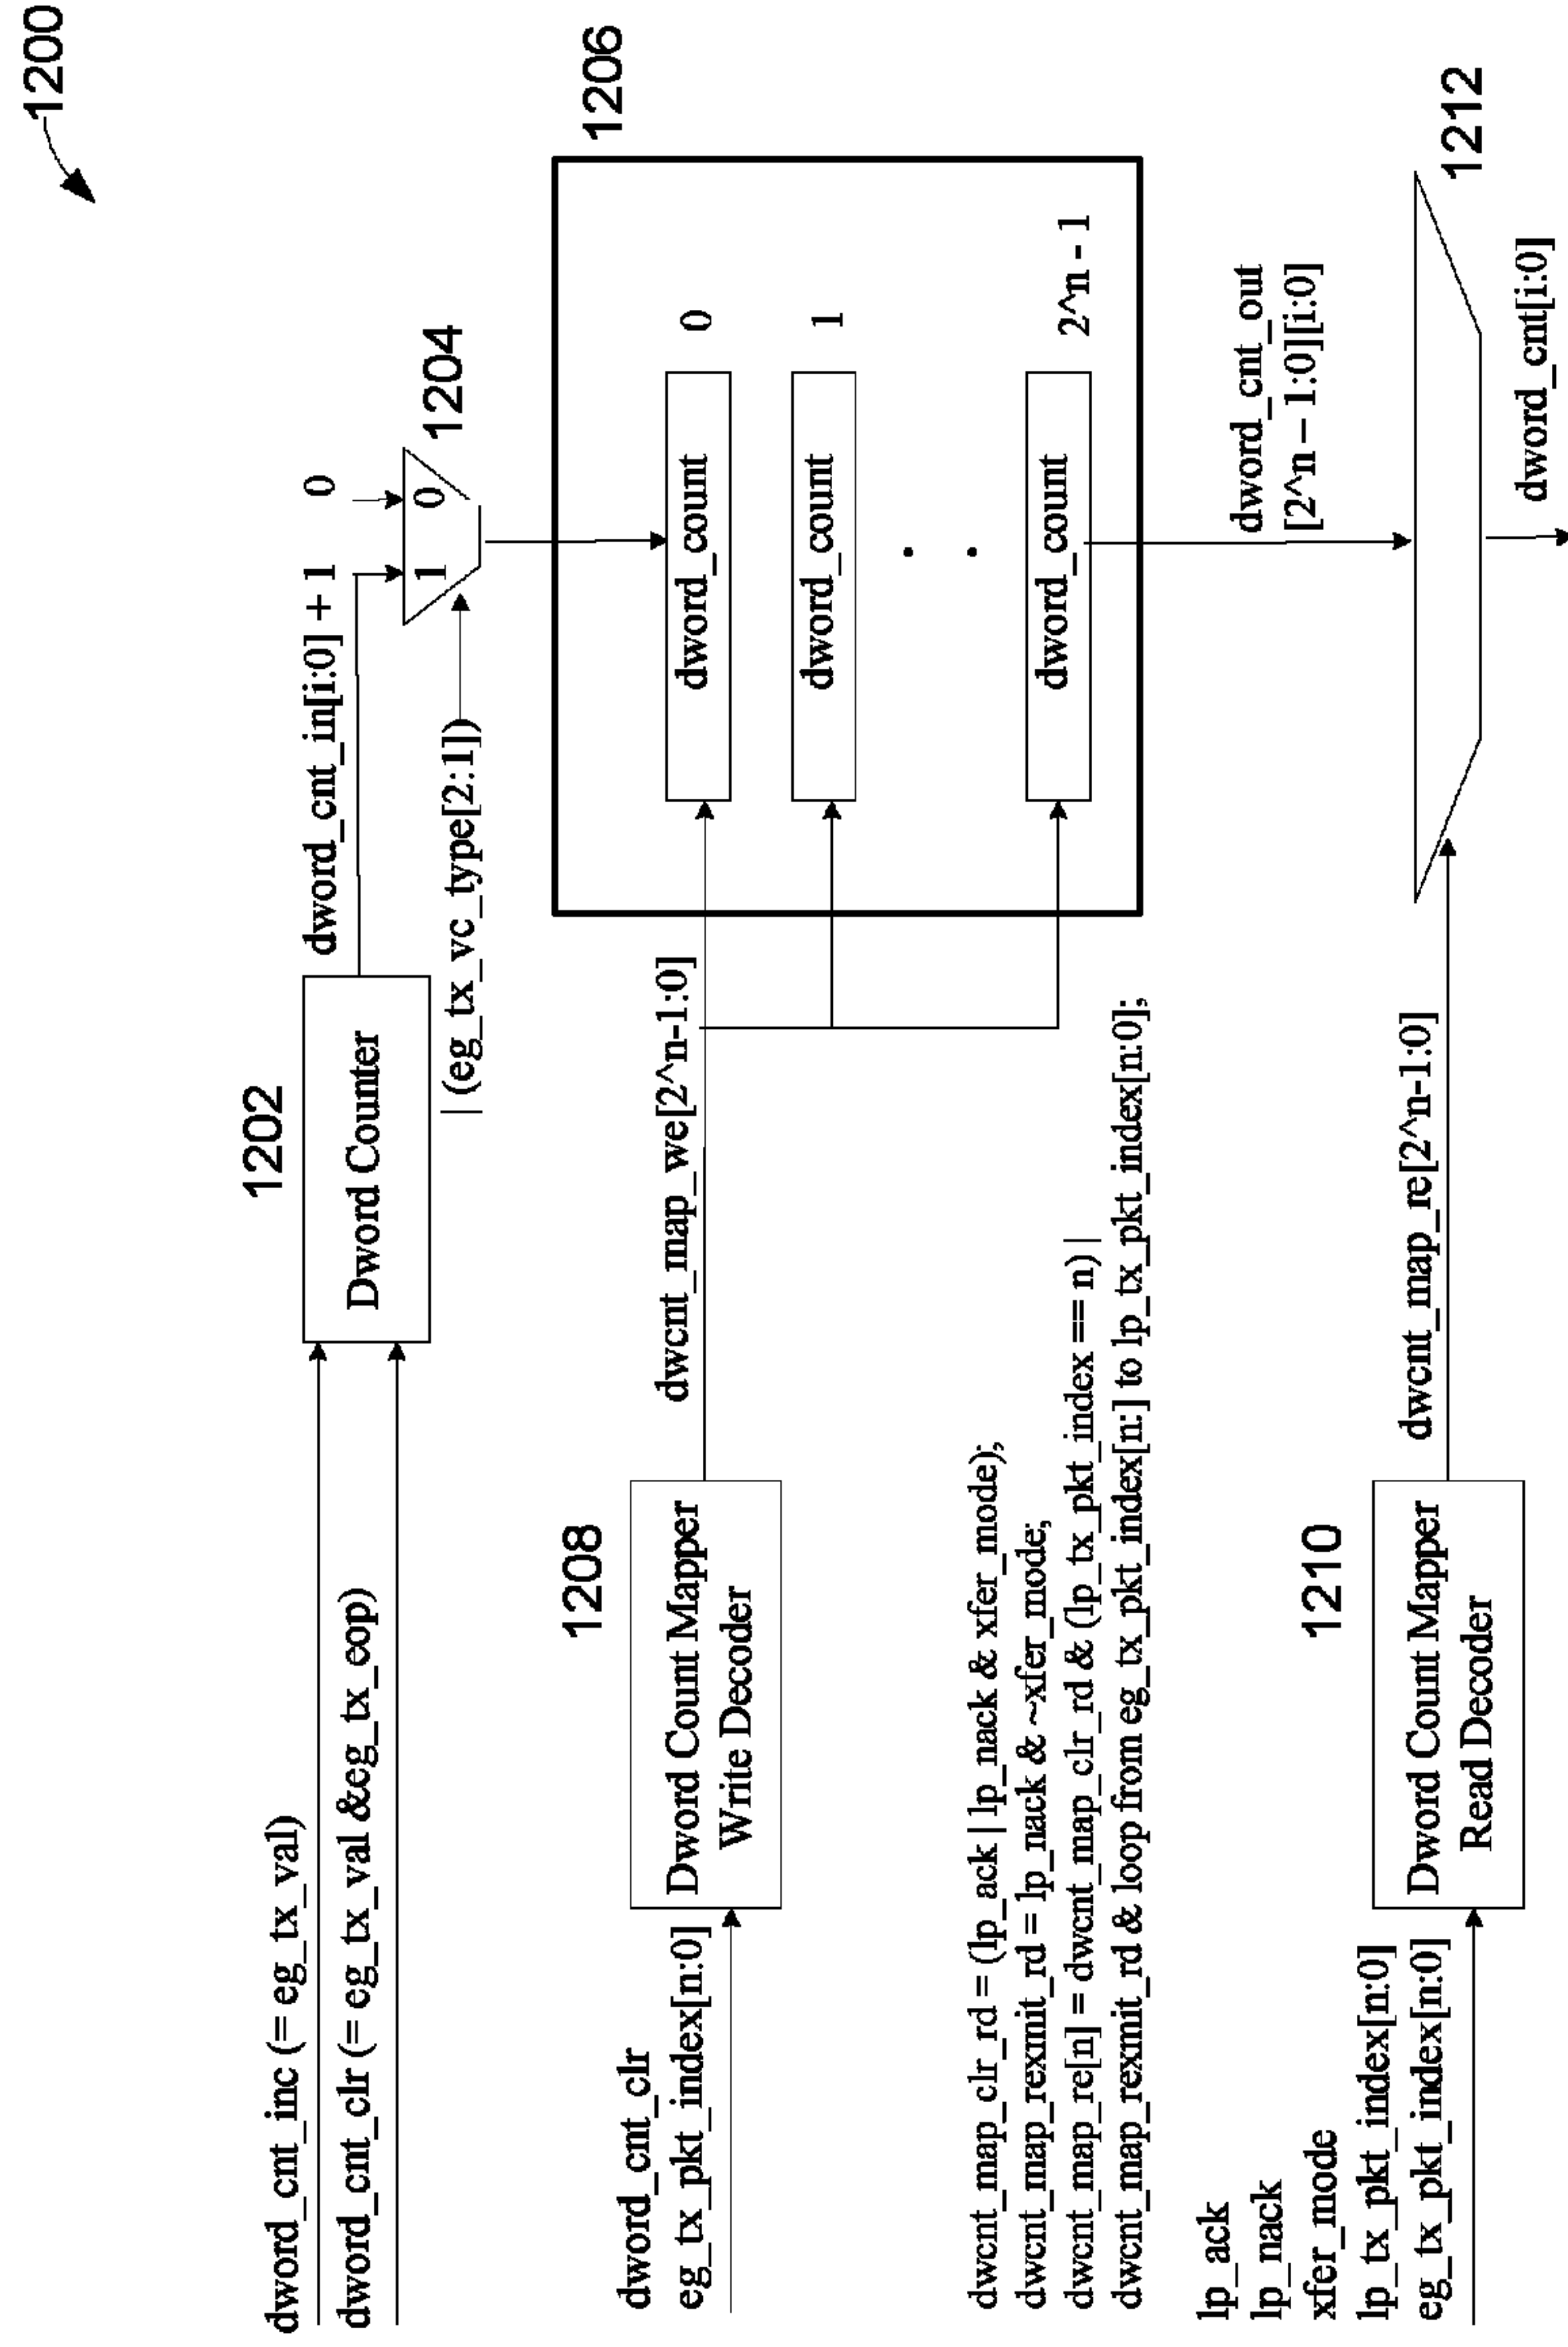 1200
1202
dword_cnt_inc (= eg_tx_val)
dword_cnt_clr (= eg_tx_val &eg_tx_eop)
Dword Counter
dword_cnt_in[i:0] + 1
0
1
0
1204
| (eg_tx_vc_type[2:1])
1206
dword_count
0
dword_count
1
.
.
dword_count
2^n - 1
1208
dword_cnt_clr
eg_tx_pkt_index[n:0]
Dword Count Mapper
Write Decoder
dwcnt_map_we[2^n-1:0]
dwcnt_map_clr_rd = (lp_ack | lp_nack & xfer_mode);
dwcnt_map_rexmit_rd = lp_nack & ~xfer_mode;
dwcnt_map_re[n] = dwcnt_map_clr_rd & (lp_tx_pkt_index == n) |
dwcnt_map_rexmit_rd & loop from eg_tx_pkt_index[n:] to lp_tx_pkt_index[n:0];
dword_cnt_out
[2^n – 1:0][i:0]
1210
lp_ack
lp_nack
xfer_mode
lp_tx_pkt_index[n:0]
eg_tx_pkt_index[n:0]
Dword Count Mapper
Read Decoder
dwcnt_map_re[2^n-1:0]
1212
dword_cnt[i:0]